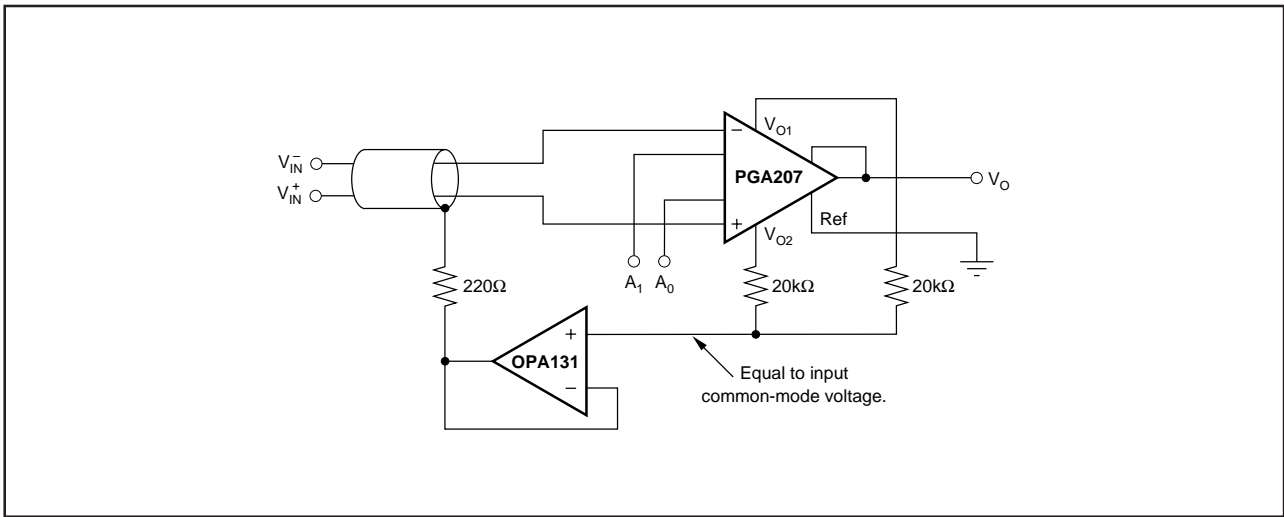 V−IN
V+IN
−
VO1
PGA207
+
VO2
Ref
VO
A1
A0
220Ω
20kΩ
20kΩ
+
OPA131
−
Equal to input
common-mode voltage.